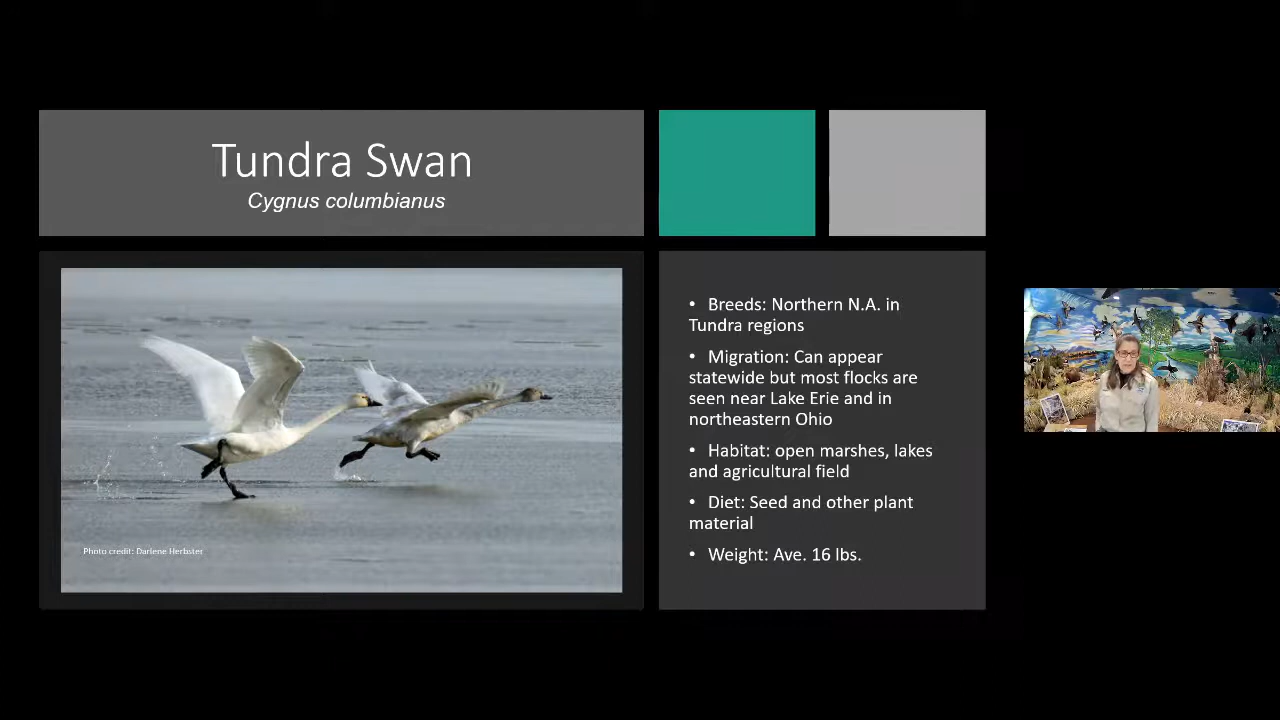 Tundra Swan
Cygnus columbianus
• Breeds: Northern N.A. in
Tundra regions
• Migration: Can appear
statewide but most flocks are
seen near Lake Erie and in
northeastern Ohio
• Habitat: open marshes, lakes
and agricultural field
• Diet: Seed and other plant
material
• Weight: Ave. 16 lbs.
Photo credit: Darlene Herbster